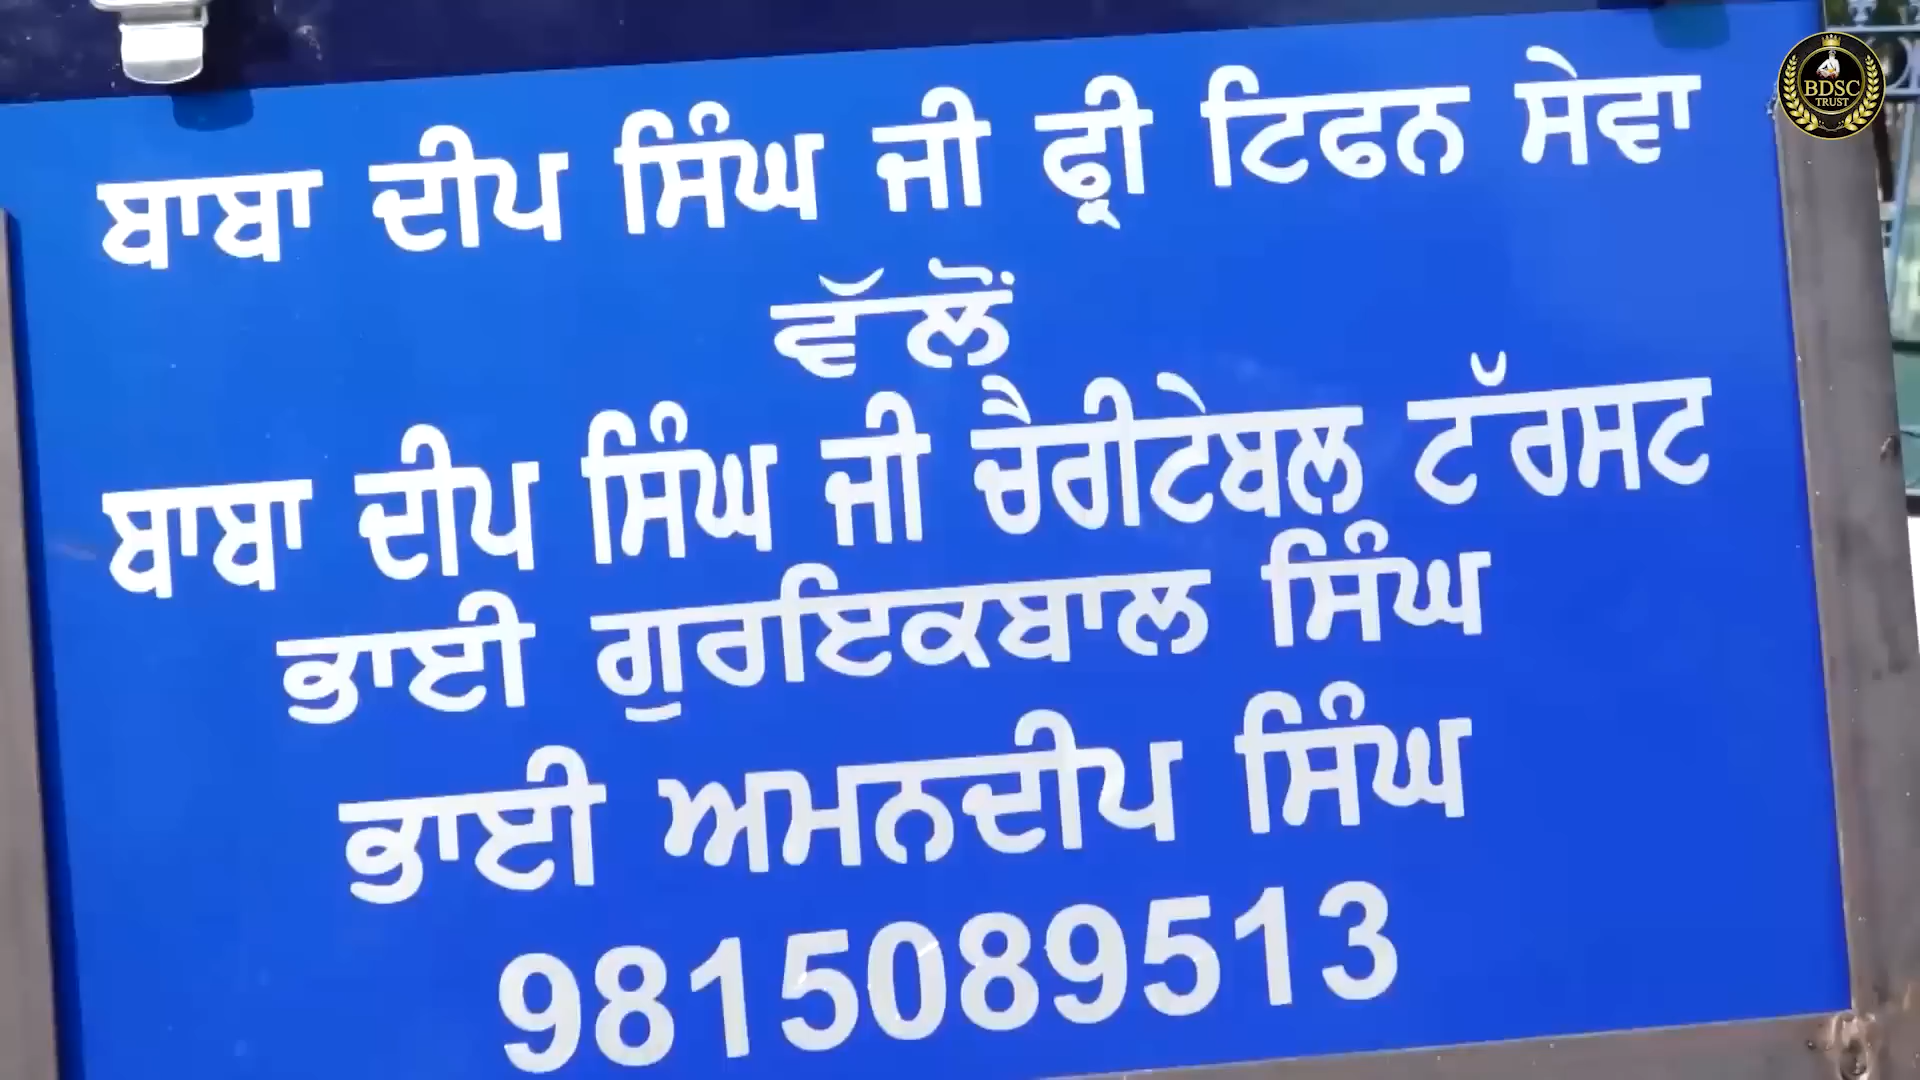 BDSC
TRUST
ਬਾਬਾ ਦੀਪ ਸਿੰਘ ਜੀ ਫ੍ਰੀ ਟਿਫਨ ਸੇਵਾ
ਵੱਲੋਂ
ਬਾਬਾ ਦੀਪ ਸਿੰਘ ਜੀ ਚੈਰੀਟੇਬਲ ਟੱਰਸਟ
ਭਾਈ ਗੁਰਇਕਬਾਲ ਸਿੰਘ
ਭਾਈ ਅਮਨਦੀਪ ਸਿੰਘ
9815089513